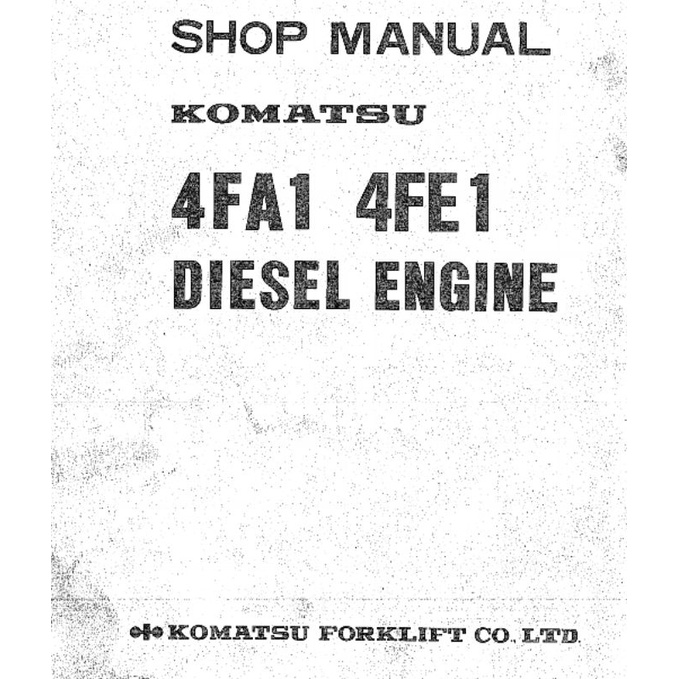 SHOP MANUAL
KOMATSU
4FA1 4FE1
DIESEL ENGINE
KOMATSU FORKLIFT CO., LTD.